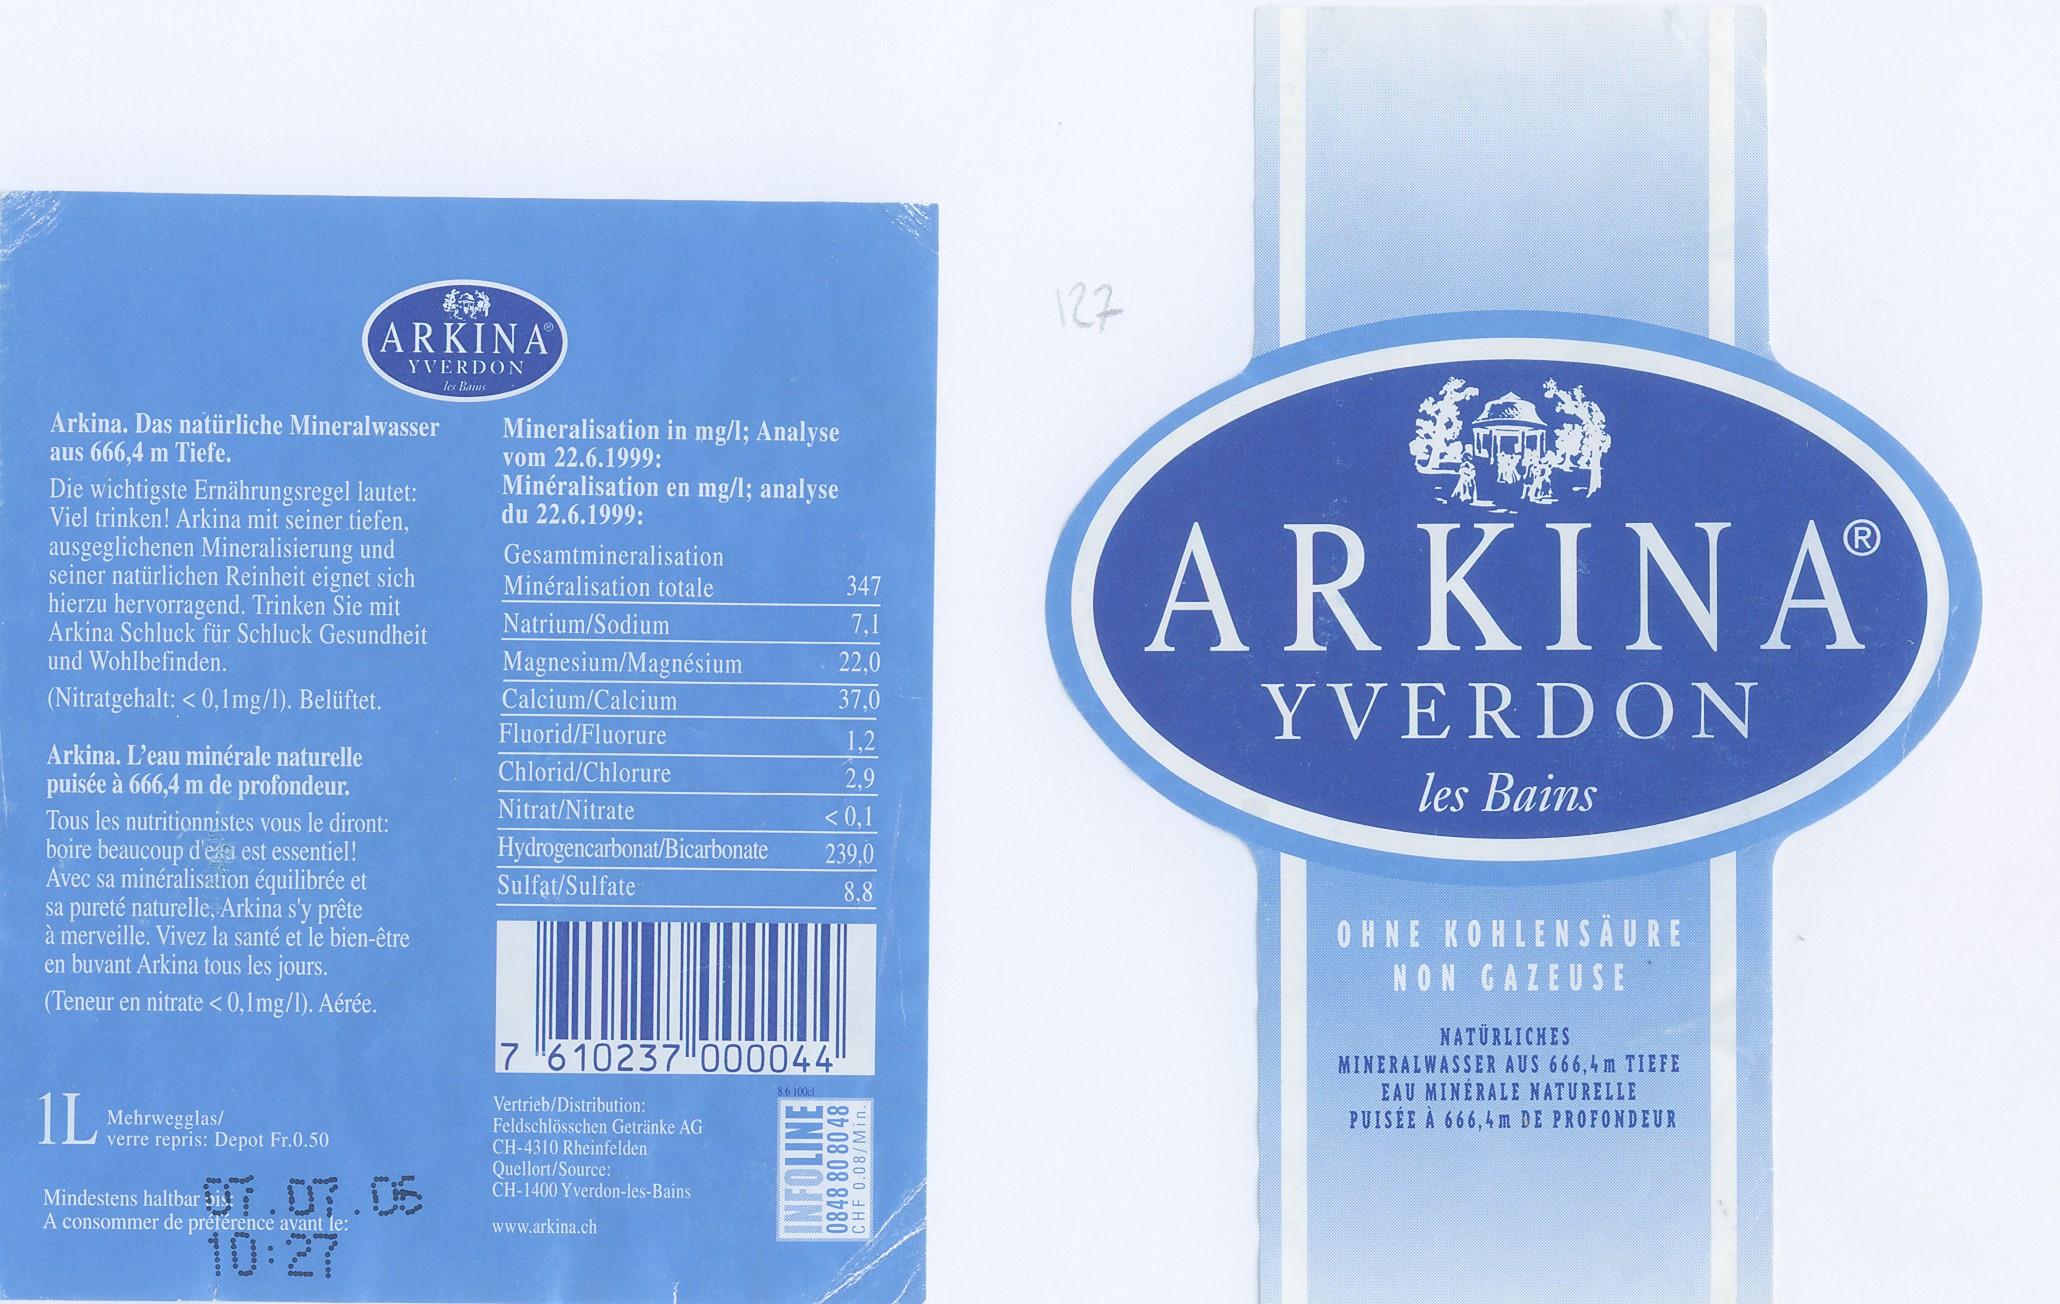 ARKINA®
YVERDON
les Bains
Arkina. Das natürliche Mineralwasser
aus 666,4 m Tiefe.
Die wichtigste Ernährungsregel lautet:
Viel trinken! Arkina mit seiner tiefen,
ausgeglichenen Mineralisierung und
seiner natürlichen Reinheit eignet sich
hierzu hervorragend. Trinken Sie mit
Arkina Schluck für Schluck Gesundheit
und Wohlbefinden.
(Nitratgehalt: < 0,1mg/l). Belüftet.
Arkina. L'eau minérale naturelle
puisée à 666,4 m de profondeur.
Tous les nutritionnistes vous le diront:
boire beaucoup d'eau est essentiel!
Avec sa minéralisation équilibrée et
sa pureté naturelle, Arkina s'y prête
à merveille. Vivez la santé et le bien-être
en buvant Arkina tous les jours.
(Teneur en nitrate < 0,1mg/l). Aérée.
1L Mehrwegglas/
verre repris: Depot Fr.0.50
Mindestens haltbar bis:
A consommer de préférence avant le:
07.07.05
10:27
Mineralisation in mg/l; Analyse
vom 22.6.1999:
Minéralisation en mg/l; analyse
du 22.6.1999:
Gesamtmineralisation
Minéralisation totale 347
Natrium/Sodium 7,1
Magnesium/Magnésium 22,0
Calcium/Calcium 37,0
Fluorid/Fluorure 1,2
Chlorid/Chlorure 2,9
Nitrat/Nitrate < 0,1
Hydrogencarbonat/Bicarbonate 239,0
Sulfat/Sulfate 8,8
7 610237 000044
Vertrieb/Distribution:
Feldschlösschen Getränke AG
CH-4310 Rheinfelden
Quellort/Source:
CH-1400 Yverdon-les-Bains
www.arkina.ch
8.6 100cl
INFOLINE
0848 80 80 48
CHF 0.08/Min.
127
ARKINA®
YVERDON
les Bains
OHNE KOHLENSÄURE
NON GAZEUSE
NATÜRLICHES
MINERALWASSER AUS 666,4m TIEFE
EAU MINÉRALE NATURELLE
PUISÉE À 666,4m DE PROFONDEUR